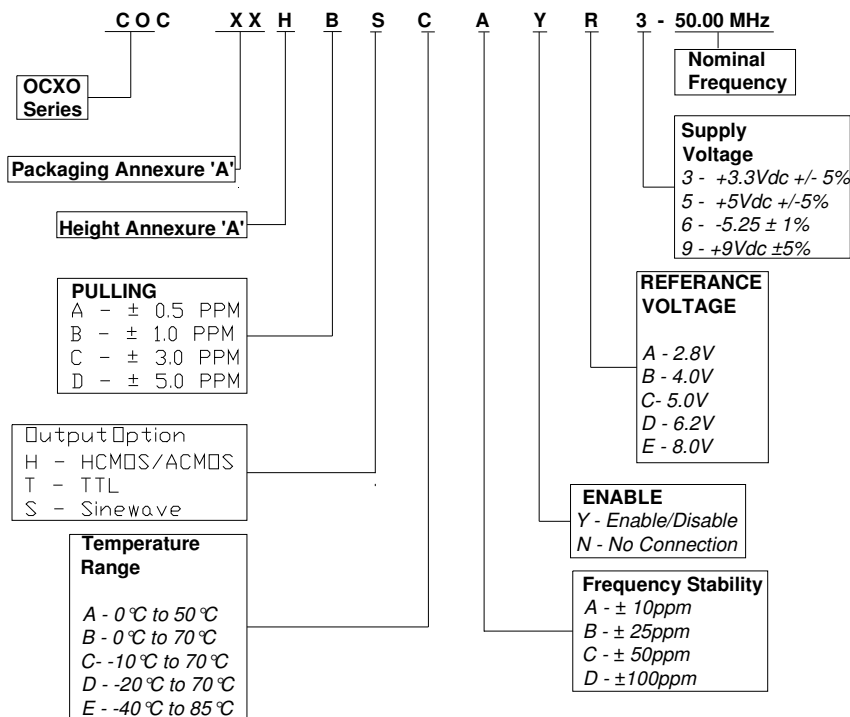 COC XX H B S C A Y R 3 - 50.00 MHz
Nominal
Frequency
OCXO
Series
Supply
Voltage
3 - +3.3Vdc +/- 5%
5 - +5Vdc +/-5%
6 - -5.25 ± 1%
9 - +9Vdc ±5%
Packaging Annexure 'A'
Height Annexure 'A'
PULLING
A - ± 0.5 PPM
B - ± 1.0 PPM
C - ± 3.0 PPM
D - ± 5.0 PPM
REFERANCE
VOLTAGE
A - 2.8V
B - 4.0V
C- 5.0V
D - 6.2V
E - 8.0V
Output Option
H - HCMOS/ACMOS
T - TTL
S - Sinewave
ENABLE
Y - Enable/Disable
N - No Connection
Temperature
Range
A - 0°C to 50°C
B - 0°C to 70°C
C- -10°C to 70°C
D - -20°C to 70°C
E - -40°C to 85°C
Frequency Stability
A - ± 10ppm
B - ± 25ppm
C - ± 50ppm
D - ±100ppm